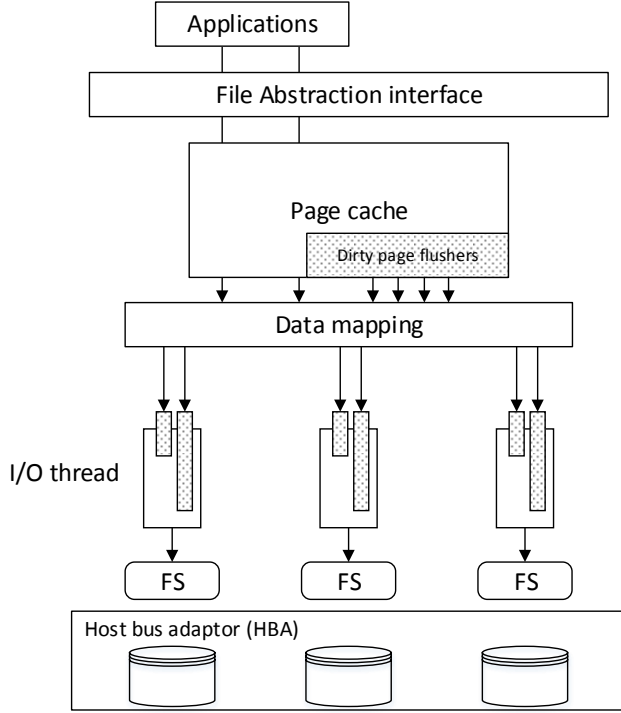 Applications
File Abstraction interface
Page cache
Dirty page flushers
Data mapping
I/O thread
FS
FS
FS
Host bus adaptor (HBA)